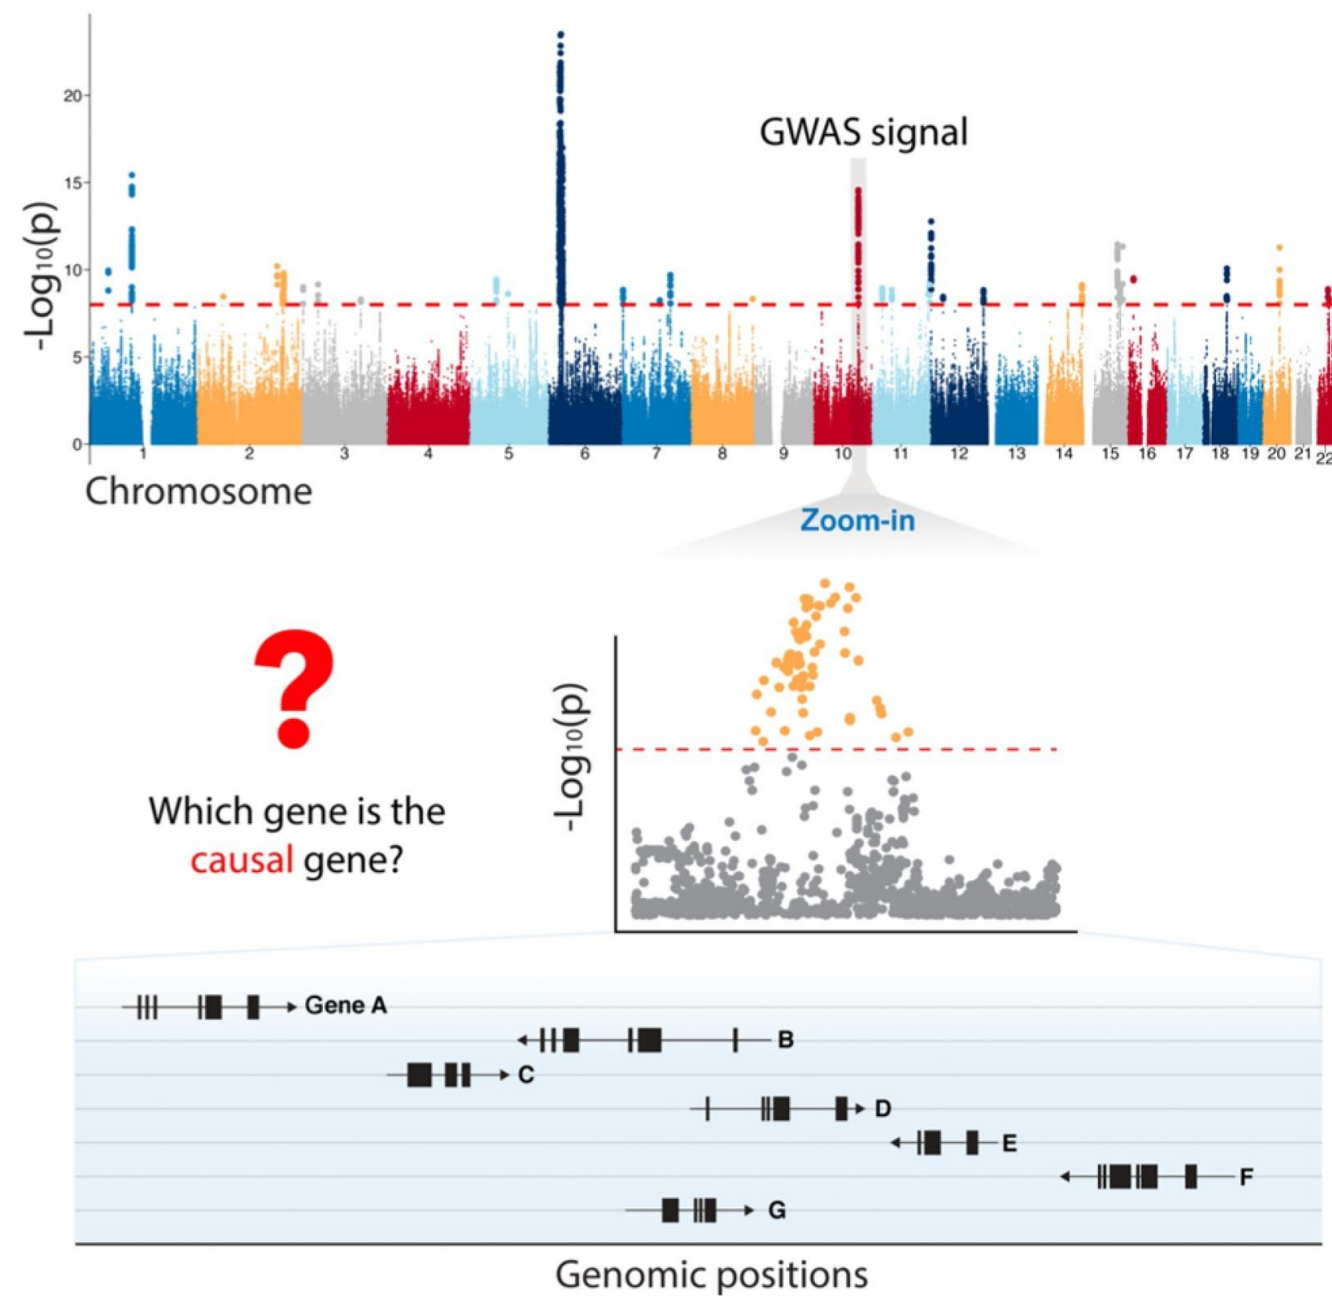 GWAS signal
-Log10(p)
20
15
10
5
0
1 2 3 4 5 6 7 8 9 10 11 12 13 14 15 16 17 18 19 20 21 22
Chromosome
Zoom-in
?
Which gene is the
causal gene?
-Log10(p)
Gene A
B
C
D
E
F
G
Genomic positions